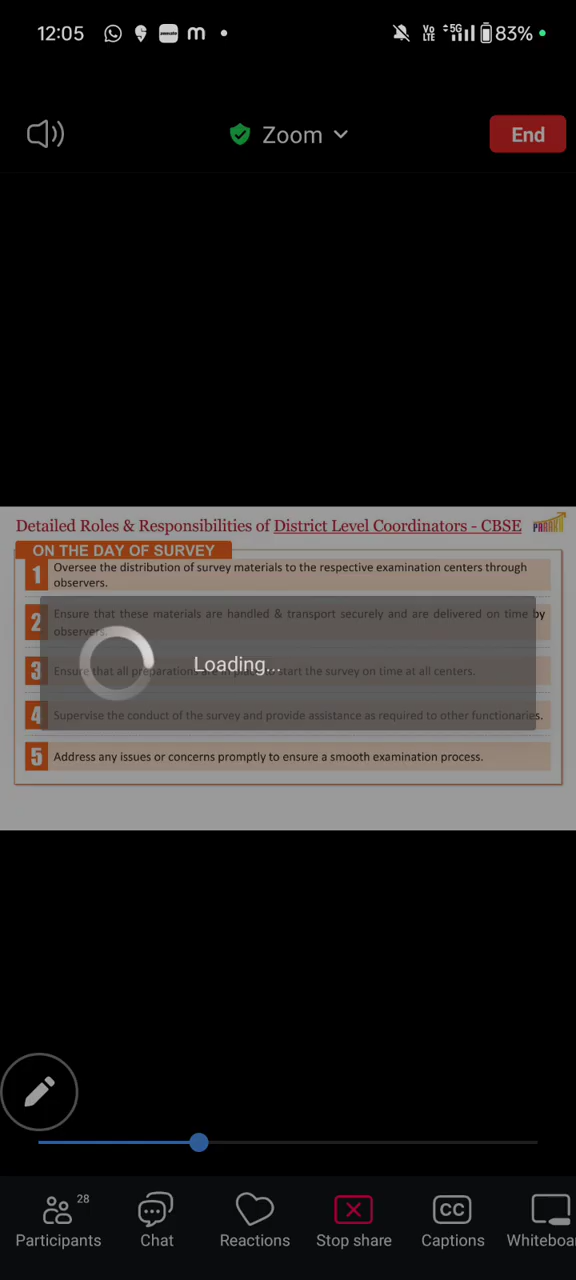 12:05
Vo LTE 5G 83%
Zoom
End
Detailed Roles & Responsibilities of District Level Coordinators - CBSE
PARAKH
ON THE DAY OF SURVEY
1 Oversee the distribution of survey materials to the respective examination centers through
observers.
2 Ensure that these materials are handled & transport securely and are delivered on time by
observers.
3 Ensure that all preparations are in place to start the survey on time at all centers.
Loading...
4 Supervise the conduct of the survey and provide assistance as required to other functionaries.
5 Address any issues or concerns promptly to ensure a smooth examination process.
28
Participants Chat Reactions Stop share CC Captions Whiteboar